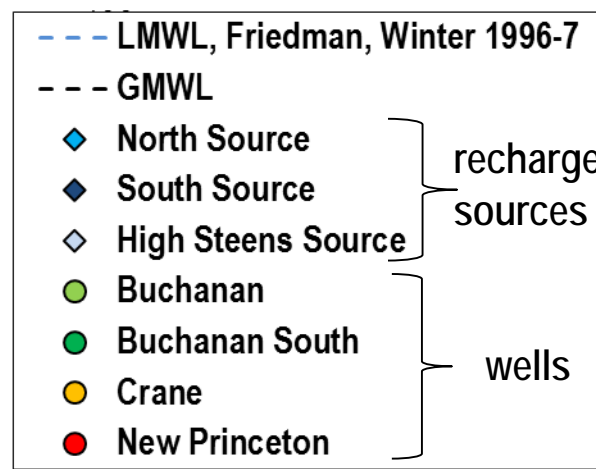 LMWL, Friedman, Winter 1996-7
GMWL
North Source
South Source
High Steens Source
recharge
sources
Buchanan
Buchanan South
Crane
New Princeton
wells